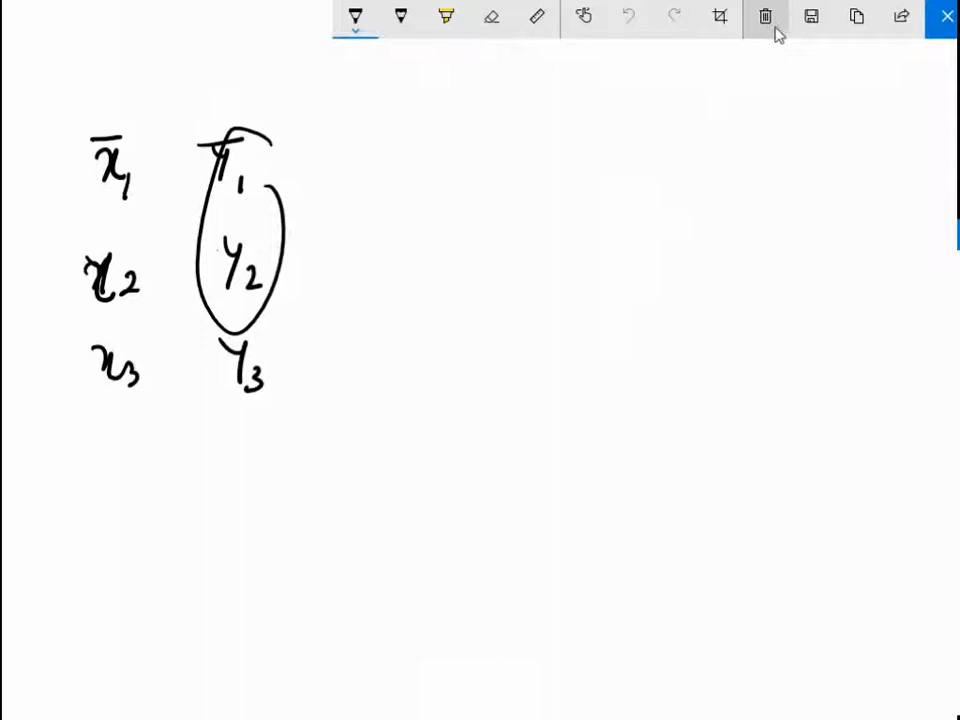 x̄₁ Ȳ₁
x₂ y₂
x₃ y₃